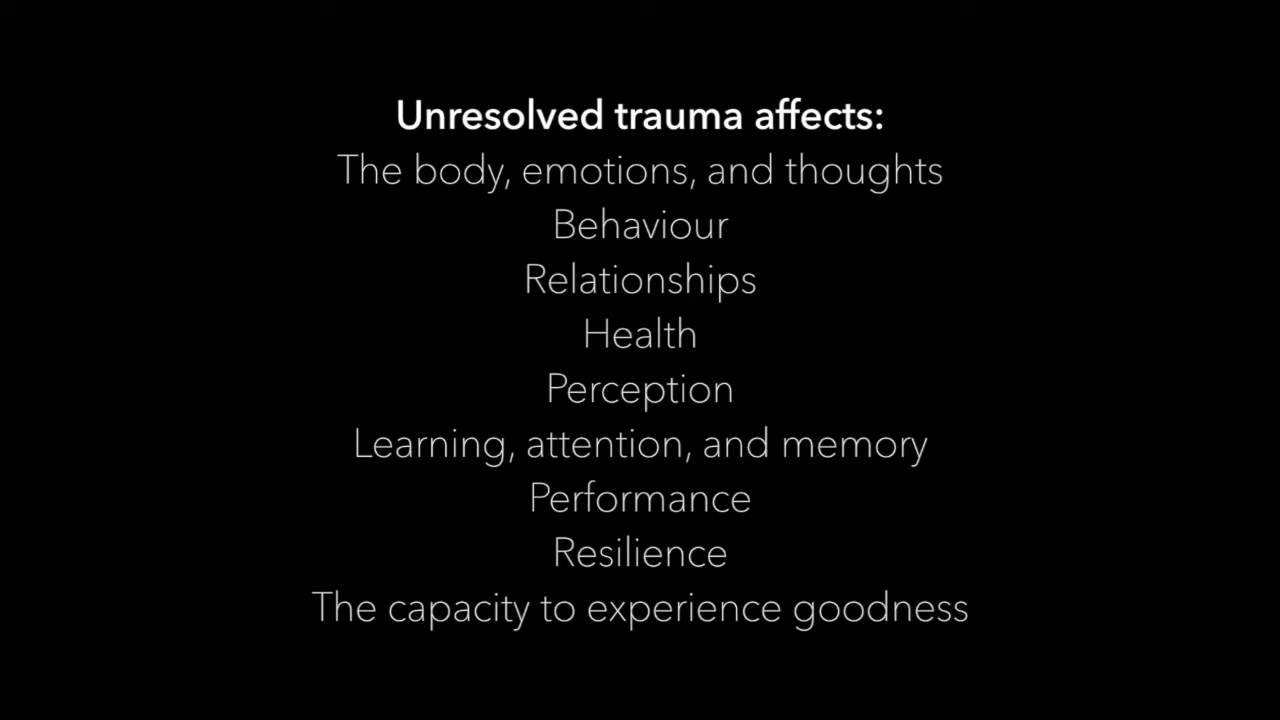 Unresolved trauma affects:
The body, emotions, and thoughts
Behaviour
Relationships
Health
Perception
Learning, attention, and memory
Performance
Resilience
The capacity to experience goodness